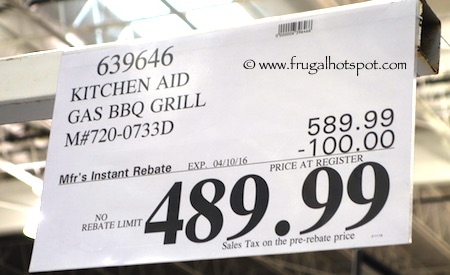 © www.frugalhotspot.com
639646
KITCHEN AID
GAS BBQ GRILL
M#720-0733D
589.99
-100.00
Mfr's Instant Rebate EXP. 04/10/16 PRICE AT REGISTER
NO
REBATE LIMIT
489.99
Sales Tax on the pre-rebate price